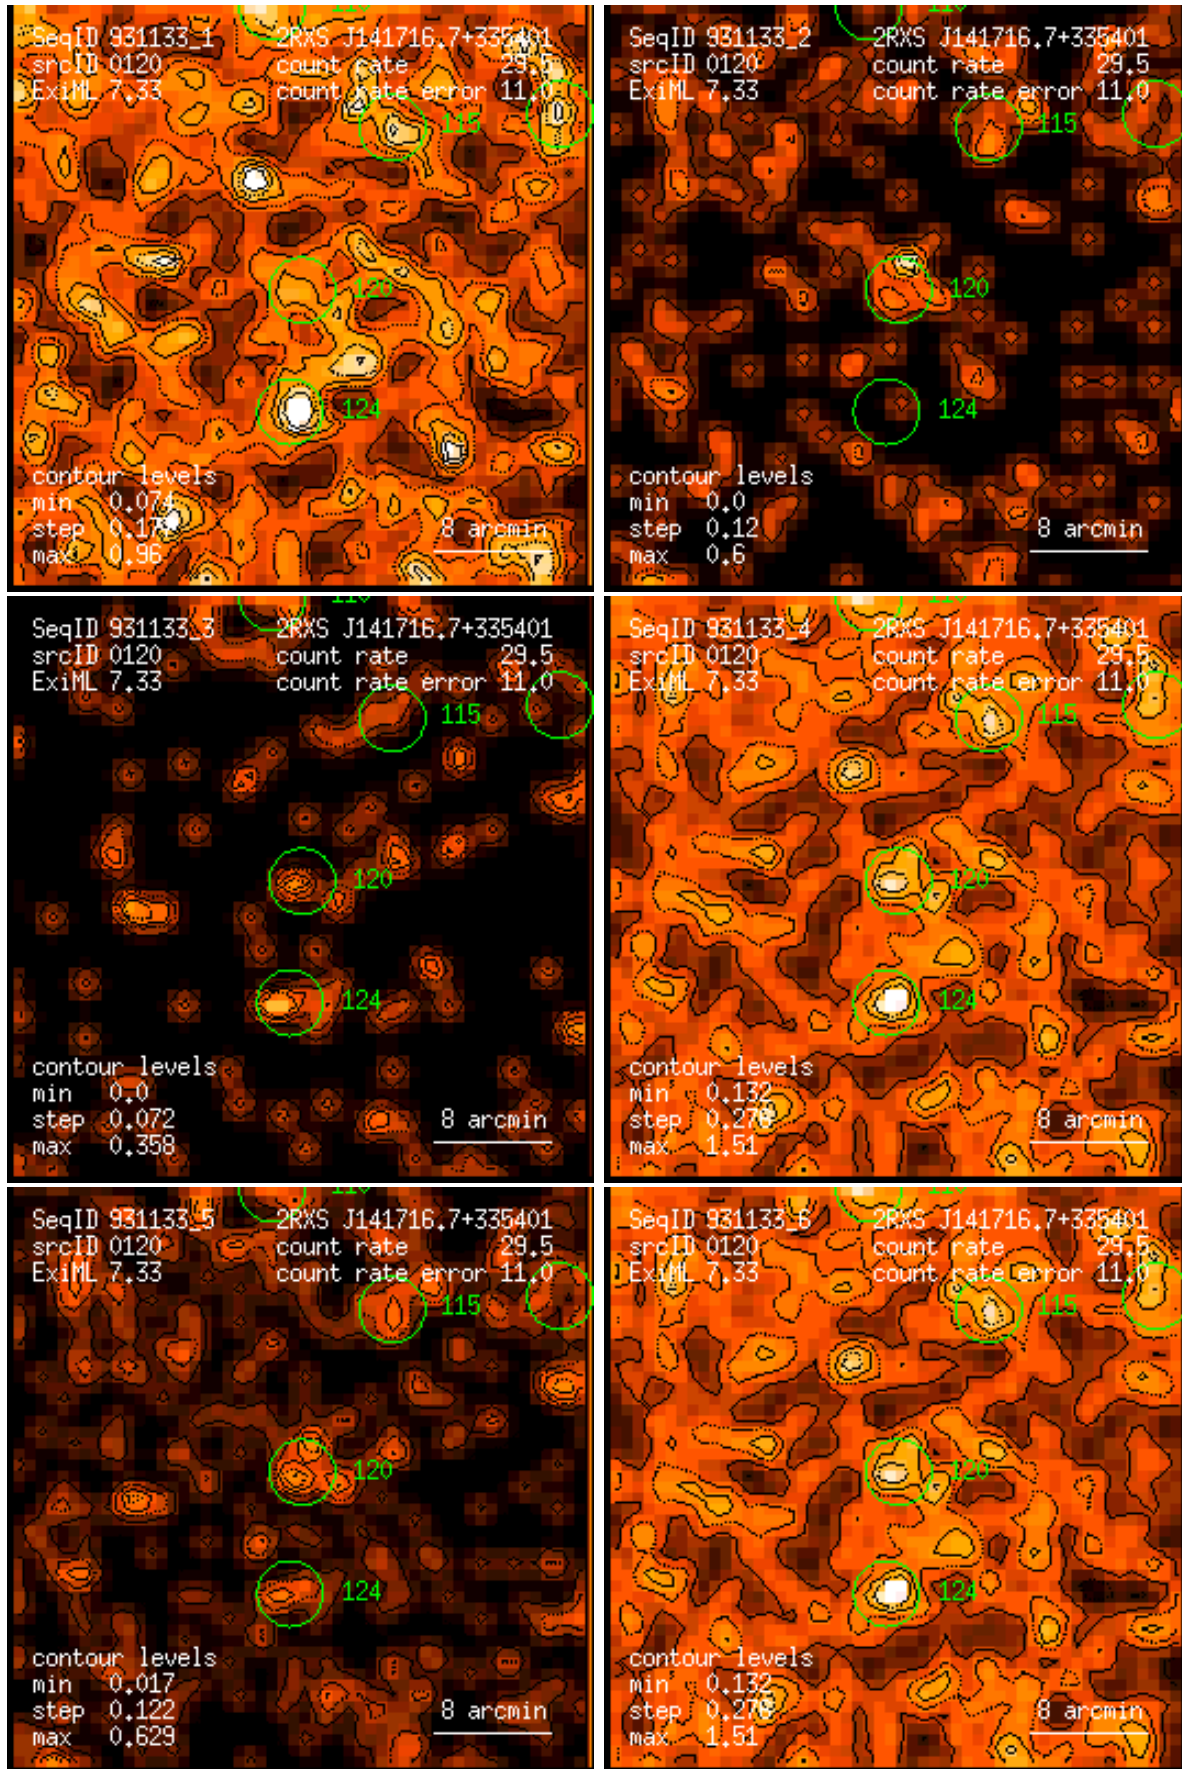 SeqID 931133_1 2RXS J141716.7+335401
srcID 0120 count rate 29.5
ExiML 7.33 count rate error 11.0
115
120
124
contour levels
min 0.074
step
max 0.96
8 arcmin
SeqID 931133_2 2RXS J141716.7+335401
srcID 0120 count rate 29.5
ExiML 7.33 count rate error 11.0
115
120
124
contour levels
min 0.0
step 0.12
max 0.6
8 arcmin
SeqID 931133_3 2RXS J141716.7+335401
srcID 0120 count rate 29.5
ExiML 7.33 count rate error 11.0
115
120
124
contour levels
min 0.0
step 0.072
max 0.358
8 arcmin
SeqID 931133_4 2RXS J141716.7+335401
srcID 0120 count rate 29.5
ExiML 7.33 count rate error 11.0
115
120
124
contour levels
min 0.132
step
max 1.51
8 arcmin
SeqID 931133_5 2RXS J141716.7+335401
srcID 0120 count rate 29.5
ExiML 7.33 count rate error 11.0
115
120
124
contour levels
min 0.017
step 0.122
max 0.629
8 arcmin
SeqID 931133_6 2RXS J141716.7+335401
srcID 0120 count rate 29.5
ExiML 7.33 count rate error 11.0
115
120
124
contour levels
min 0.132
step
max 1.51
8 arcmin